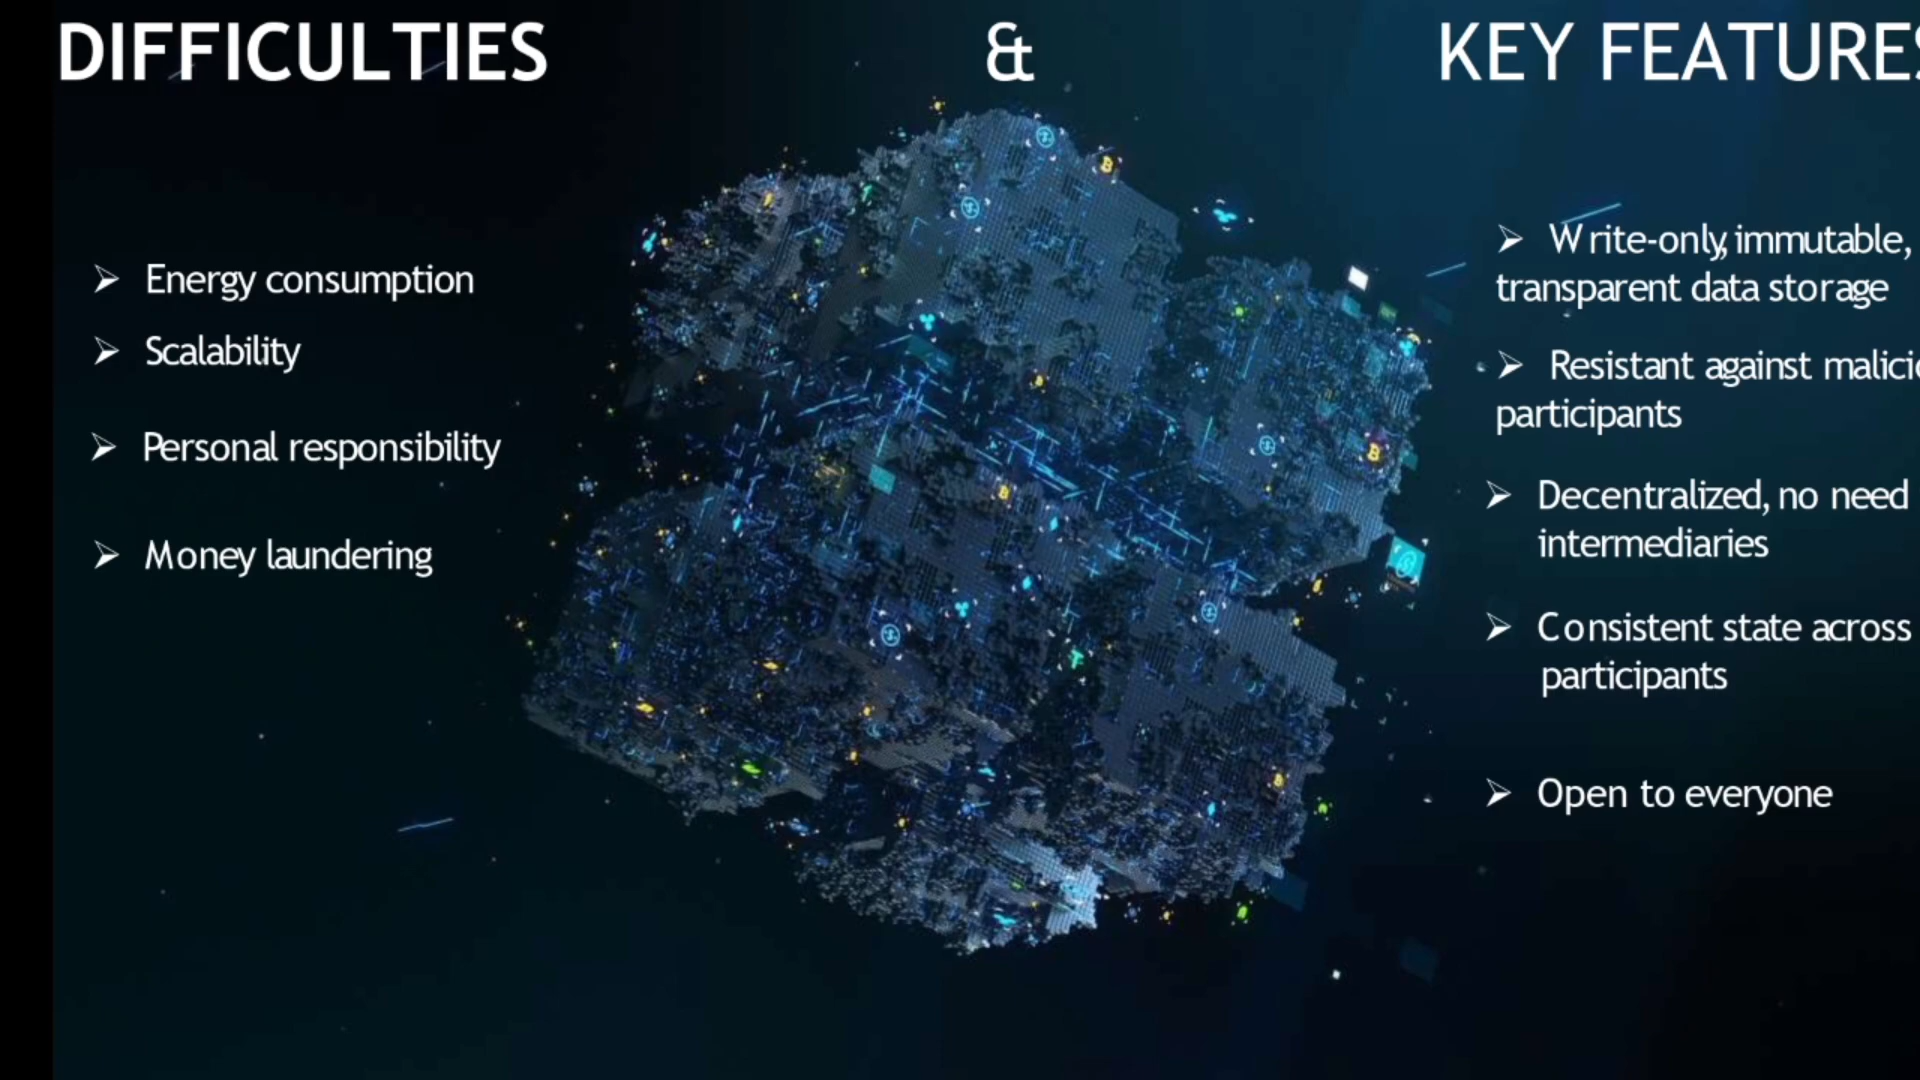 DIFFICULTIES & KEY FEATURES
Energy consumption
Scalability
Personal responsibility
Money laundering
Write-only, immutable,
transparent data storage
Resistant against
participants
Decentralized, no need
intermediaries
Consistent state across
participants
Open to everyone